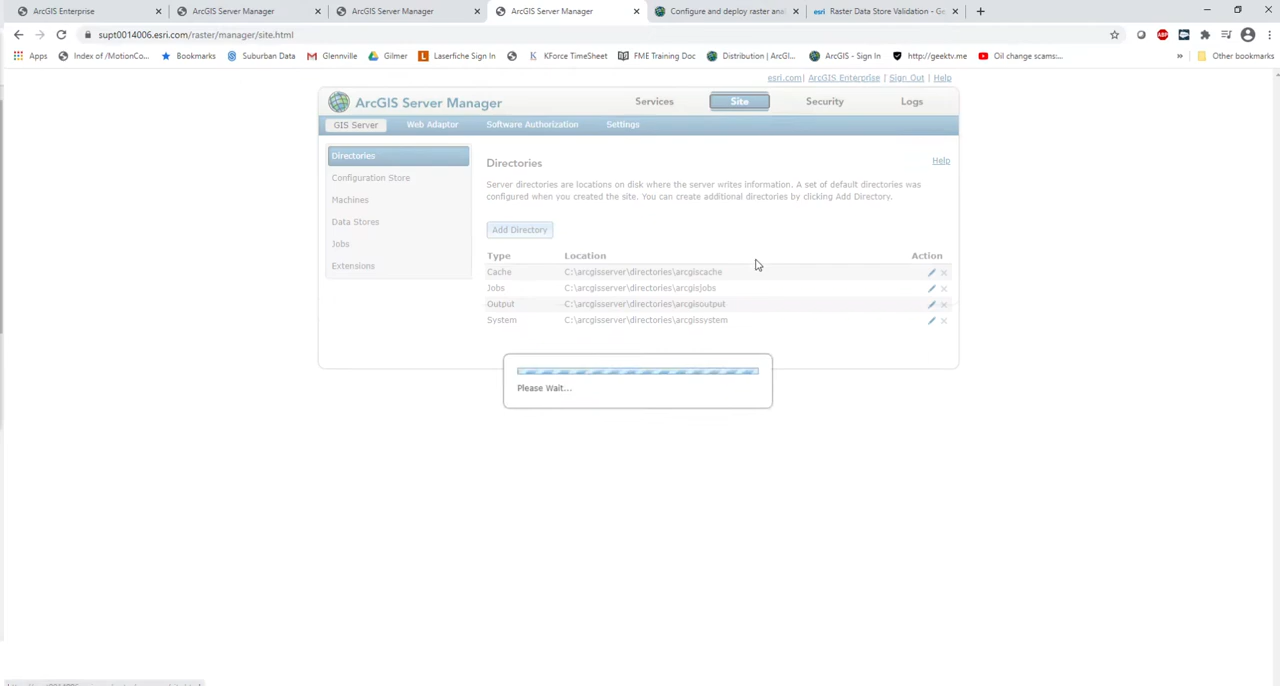 ArcGIS Enterprise
ArcGIS Server Manager
ArcGIS Server Manager
ArcGIS Server Manager
Configure and deploy raster anal
Raster Data Store Validation - Ge
supt0014006.esri.com/raster/manager/site.html
Apps
Index of /MotionCo...
Bookmarks
Suburban Data
Glennville
Gilmer
Laserfiche Sign In
KForce TimeSheet
FME Training Doc
Distribution | ArcGI...
ArcGIS - Sign In
http://geektv.me
Oil change scams:...
»
Other bookmarks
esri.com | ArcGIS Enterprise | Sign Out | Help
ArcGIS Server Manager
Services
Site
Security
Logs
GIS Server
Web Adaptor
Software Authorization
Settings
Directories
Configuration Store
Machines
Data Stores
Jobs
Extensions
Directories
Help
Server directories are locations on disk where the server writes information. A set of default directories was
configured when you created the site. You can create additional directories by clicking Add Directory.
Add Directory
Type Location Action
Cache C:\arcgisserver\directories\arcgiscache
Jobs C:\arcgisserver\directories\arcgisjobs
Output C:\arcgisserver\directories\arcgisoutput
System C:\arcgisserver\directories\arcgissystem
Please Wait...